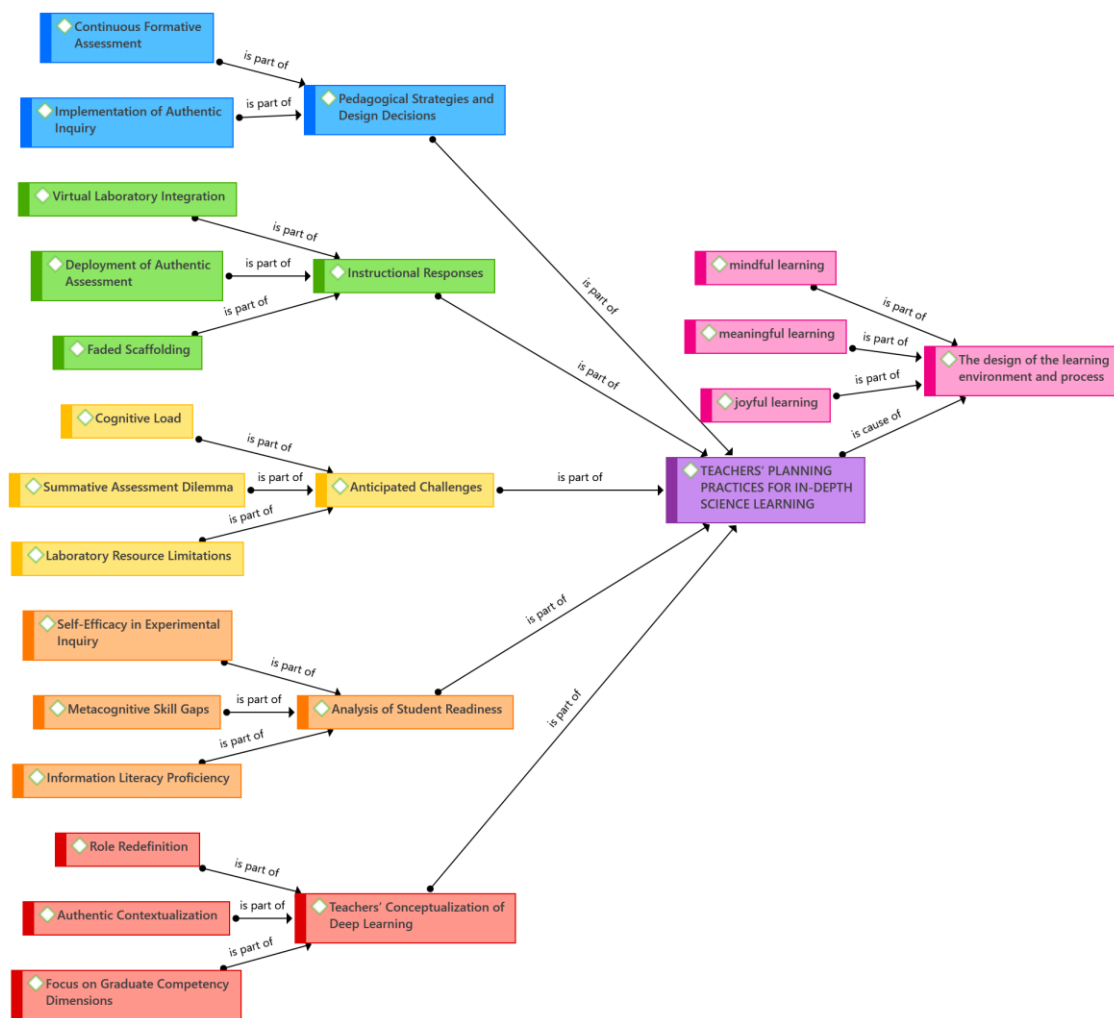 Continuous Formative
Assessment
is part of
Implementation of Authentic
Inquiry
is part of
Pedagogical Strategies and
Design Decisions
is part of
Virtual Laboratory Integration
is part of
Deployment of Authentic
Assessment
is part of
Faded Scaffolding
is part of
Instructional Responses
is part of
Cognitive Load
is part of
Summative Assessment Dilemma
is part of
Laboratory Resource Limitations
is part of
Anticipated Challenges
is part of
Self-Efficacy in Experimental
Inquiry
is part of
Metacognitive Skill Gaps
is part of
Information Literacy Proficiency
is part of
Analysis of Student Readiness
is part of
Role Redefinition
is part of
Authentic Contextualization
is part of
Focus on Graduate Competency
Dimensions
is part of
Teachers' Conceptualization of
Deep Learning
is part of
TEACHERS' PLANNING
PRACTICES FOR IN-DEPTH
SCIENCE LEARNING
is cause of
mindful learning
is part of
meaningful learning
is part of
joyful learning
is part of
The design of the learning
environment and process